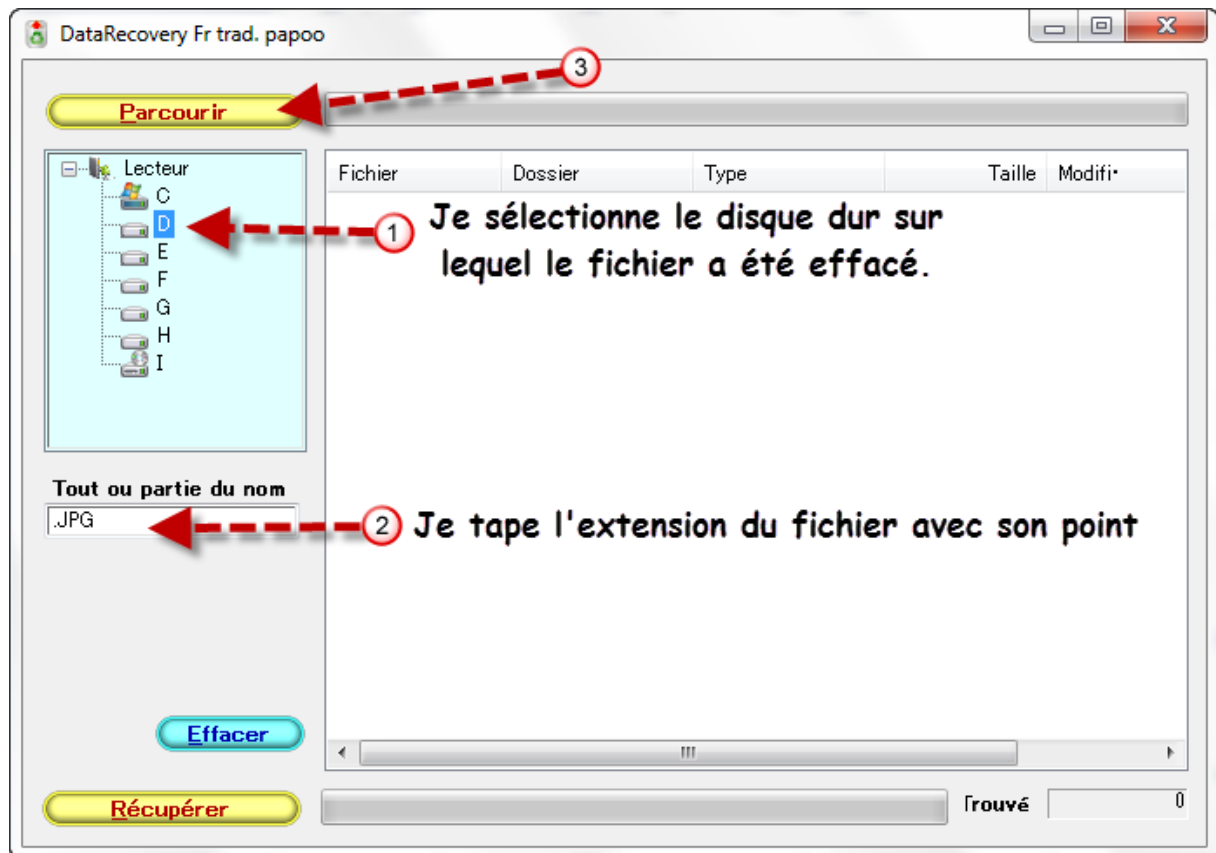 DataRecovery Fr trad. papoo
3
Parcourir
Lecteur
C
D
E
F
G
H
I
Fichier Dossier Type Taille Modifi
1
Je sélectionne le disque dur sur
lequel le fichier a été effacé.
Tout ou partie du nom
.JPG
2 Je tape l'extension du fichier avec son point
Effacer
Récupérer
Trouvé 0